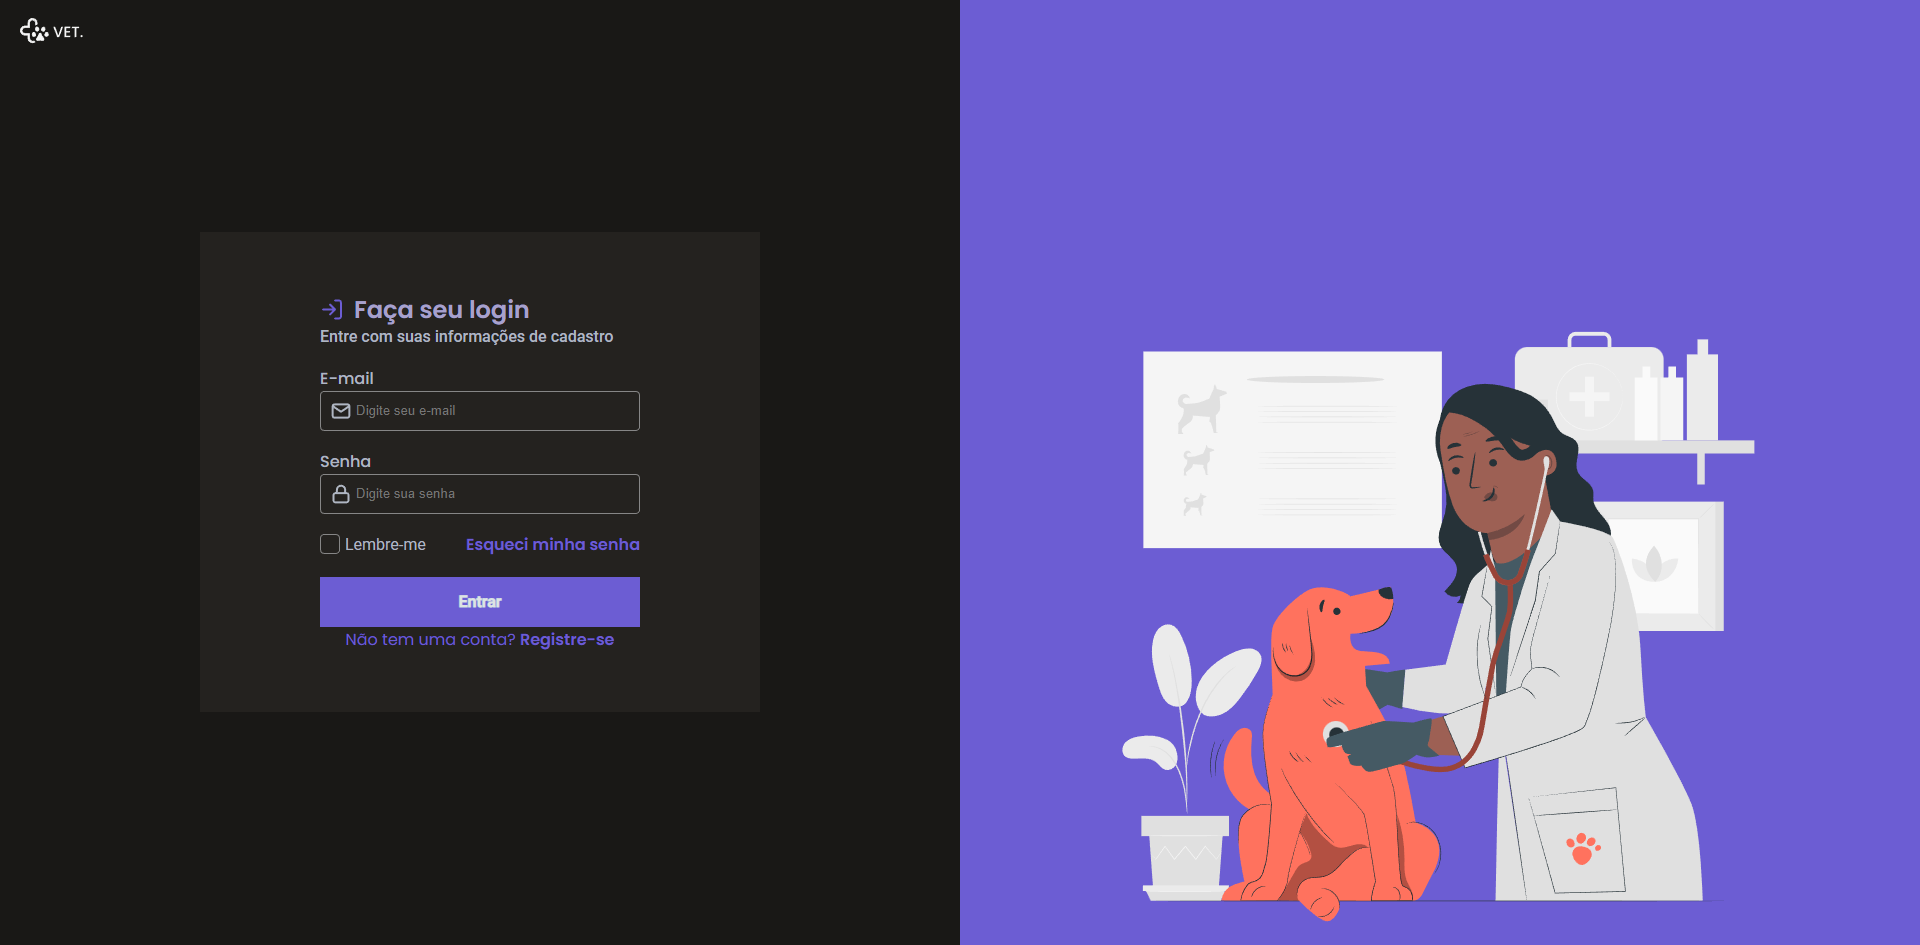 VET.
Faça seu login
Entre com suas informações de cadastro
E-mail
Digite seu e-mail
Senha
Digite sua senha
Lembre-me Esqueci minha senha
Entrar
Não tem uma conta? Registre-se